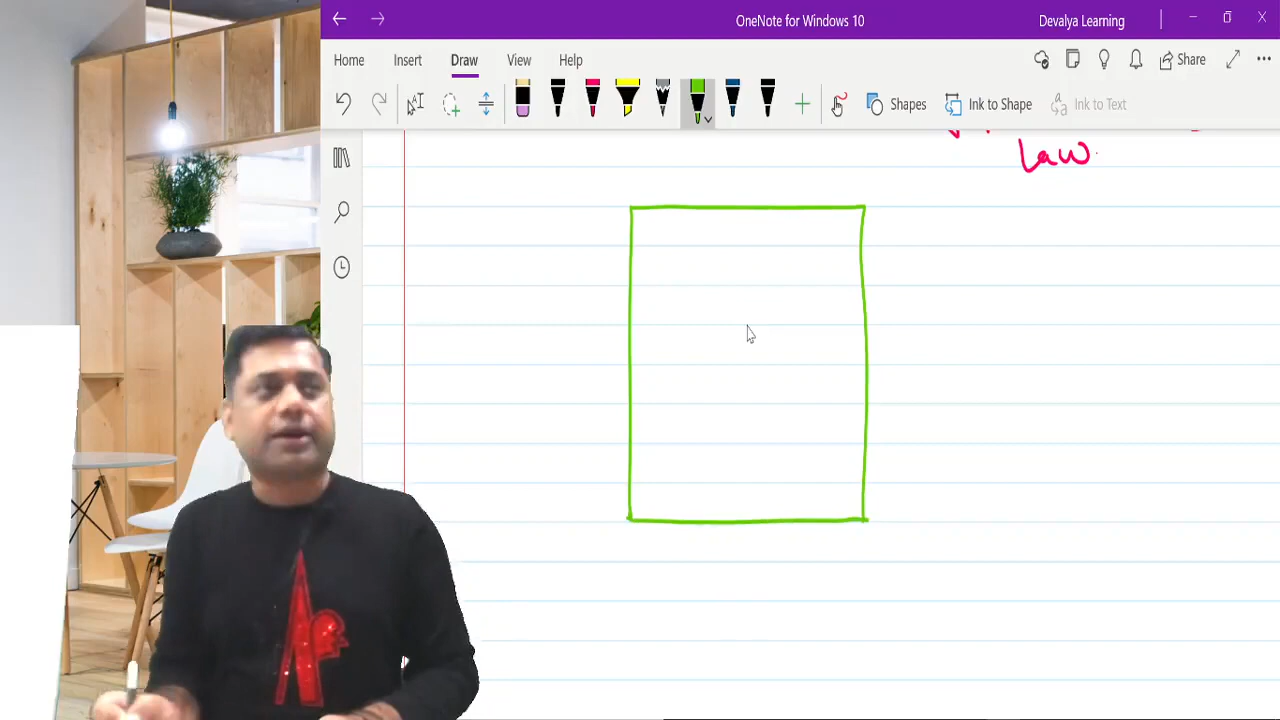 OneNote for Windows 10
Devalya Learning
Home Insert Draw View Help
Share
Shapes
Ink to Shape
Ink to Text
Law